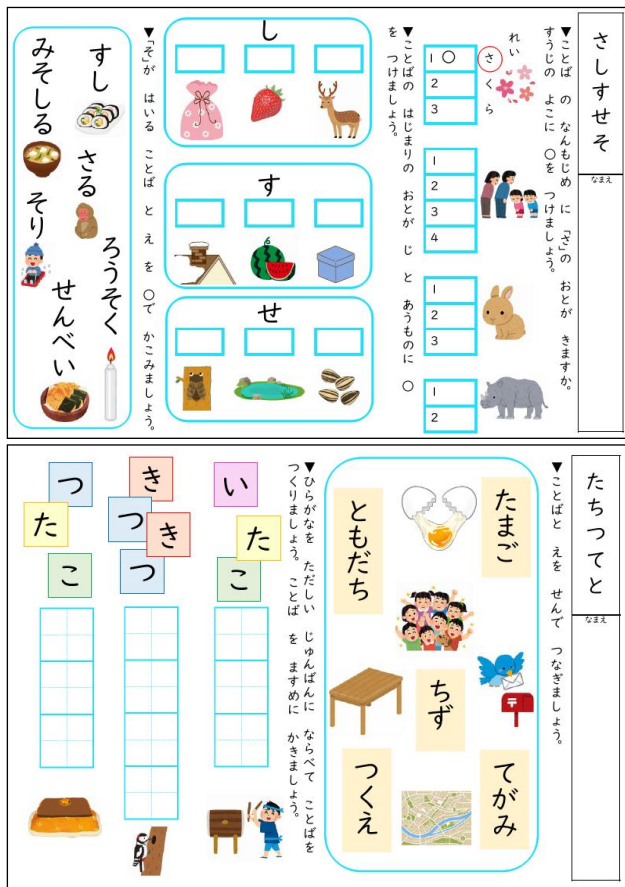 さしすせそ
なまえ
▼ことば の なんもじめ に 「さ」の おとが きますか。
すうじの よこに 〇を つけましょう。
れい
さくら
1 〇
2
3
1
2
3
4
1
2
3
1
2
▼ことばの はじまりの おとが じ と あうものに 〇
を つけましょう。
し
す
せ
▼「そ」が はいる ことば と え を 〇で かこみましょう。
すし
さる
ろうそく
みそしる
そり
せんべい
たちつてと
なまえ
▼ことばと えを せんで つなぎましょう。
たまご
ともだち
ちず
てがみ
つくえ
▼ひらがなを ただしい じゅんばんに ならべて ことばを
つくりましょう。 ことば を ますめに かきましょう。
い
た
こ
き
つ
き
つ
つ
た
こ